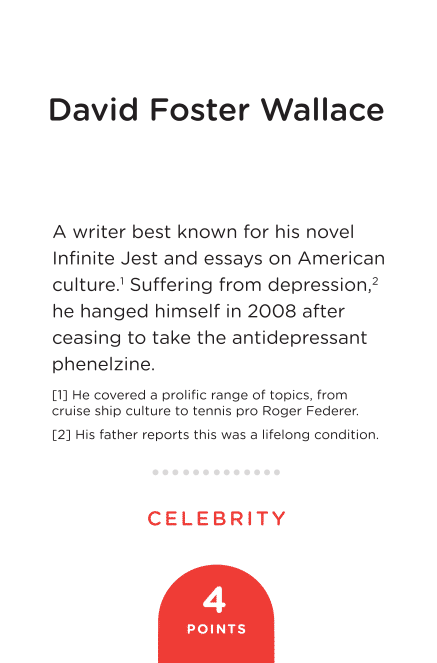 David Foster Wallace
A writer best known for his novel
Infinite Jest and essays on American
culture.¹ Suffering from depression,²
he hanged himself in 2008 after
ceasing to take the antidepressant
phenelzine.
[1] He covered a prolific range of topics, from
cruise ship culture to tennis pro Roger Federer.
[2] His father reports this was a lifelong condition.
CELEBRITY
4
POINTS